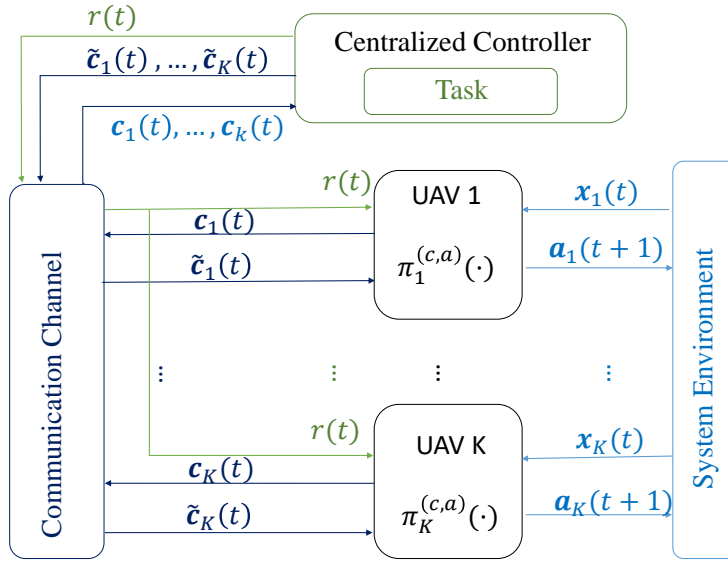 r(t)
Centralized Controller
c̃₁(t) , … , c̃_K(t)
Task
c₁(t), … , c_k(t)
r(t)
UAV 1
x₁(t)
c₁(t)
a₁(t + 1)
c̃₁(t)
π₁^(c,a)(·)
Communication Channel
System Environment
⋮ ⋮ ⋮ ⋮
r(t)
UAV K
x_K(t)
c_K(t)
a_K(t + 1)
c̃_K(t)
π_K^(c,a)(·)